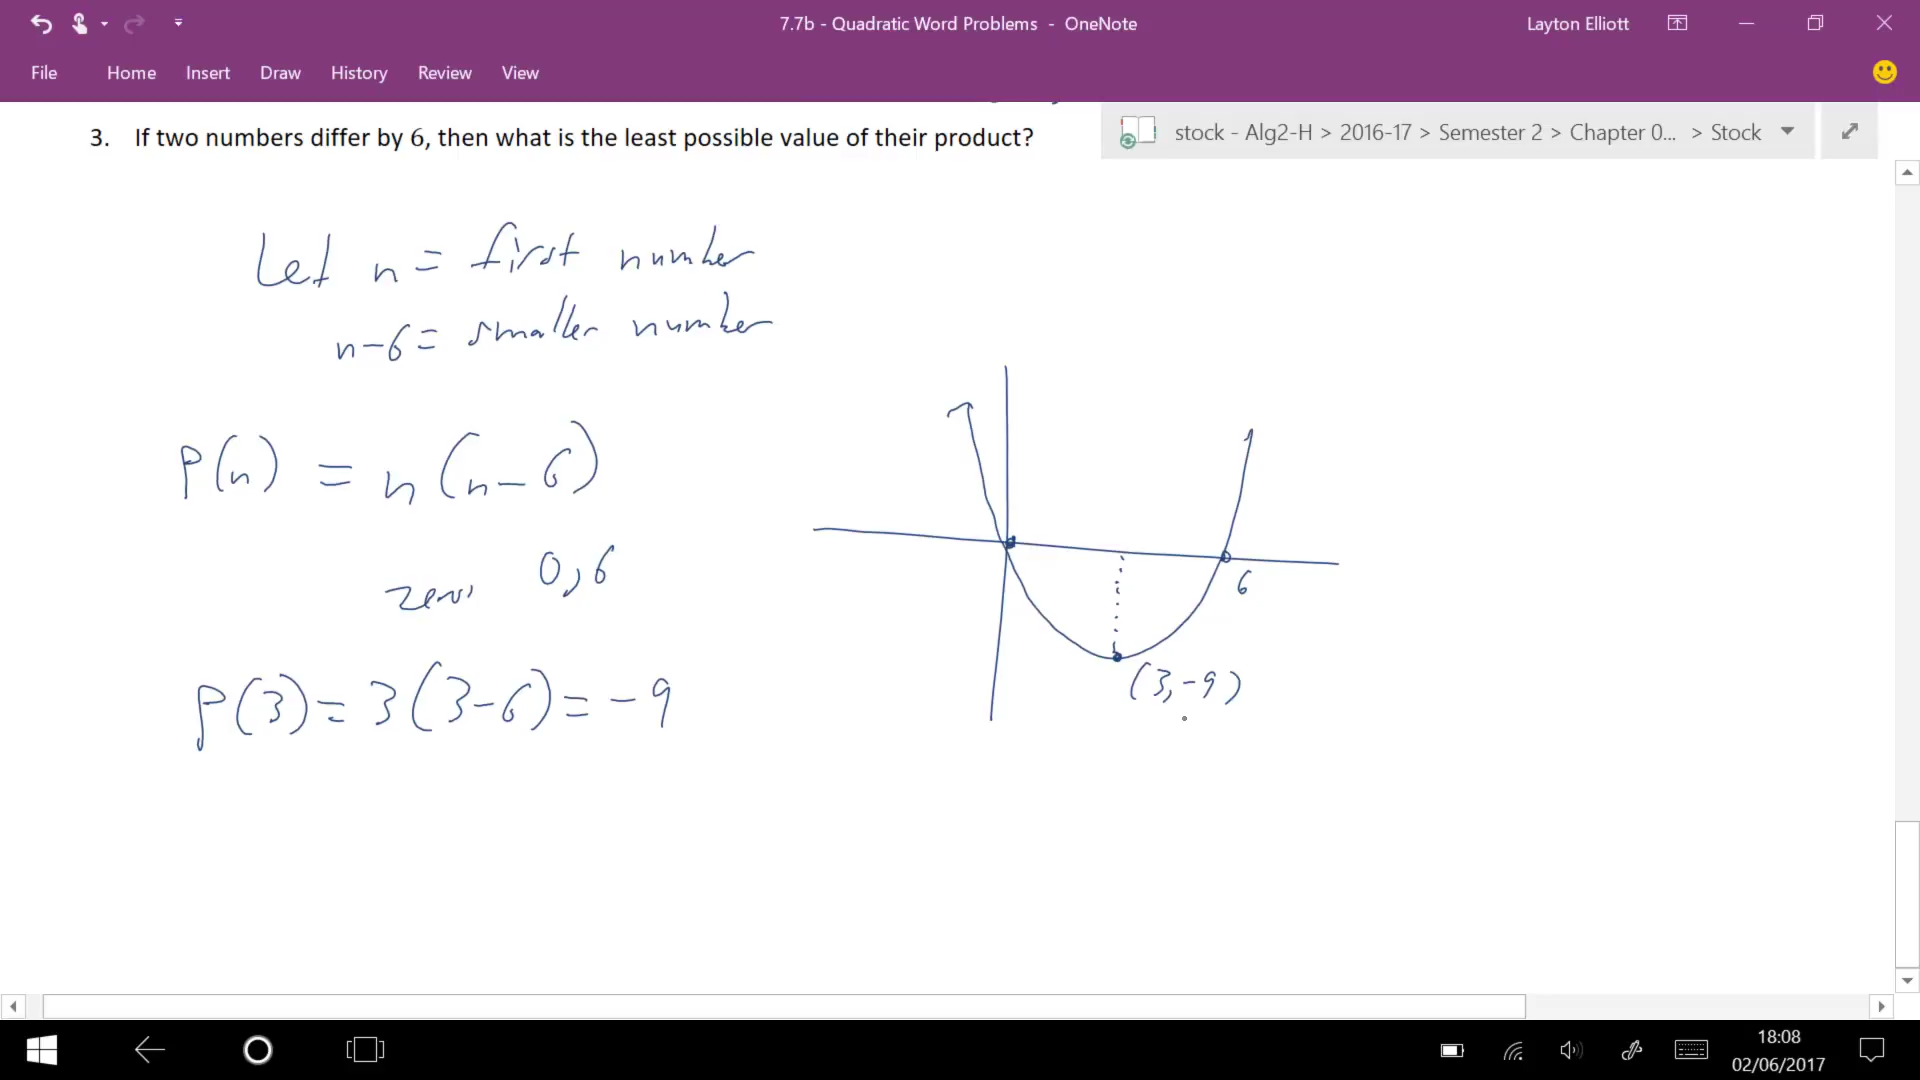 7.7b - Quadratic Word Problems - OneNote
Layton Elliott
File Home Insert Draw History Review View
3. If two numbers differ by 6, then what is the least possible value of their product?
stock - Alg2-H > 2016-17 > Semester 2 > Chapter 0... > Stock
Let n = first number
n-6 = smaller number
P(n) = n(n-6)
zeros 0,6
6
P(3) = 3(3-6) = -9
(3,-9)
18:08
02/06/2017